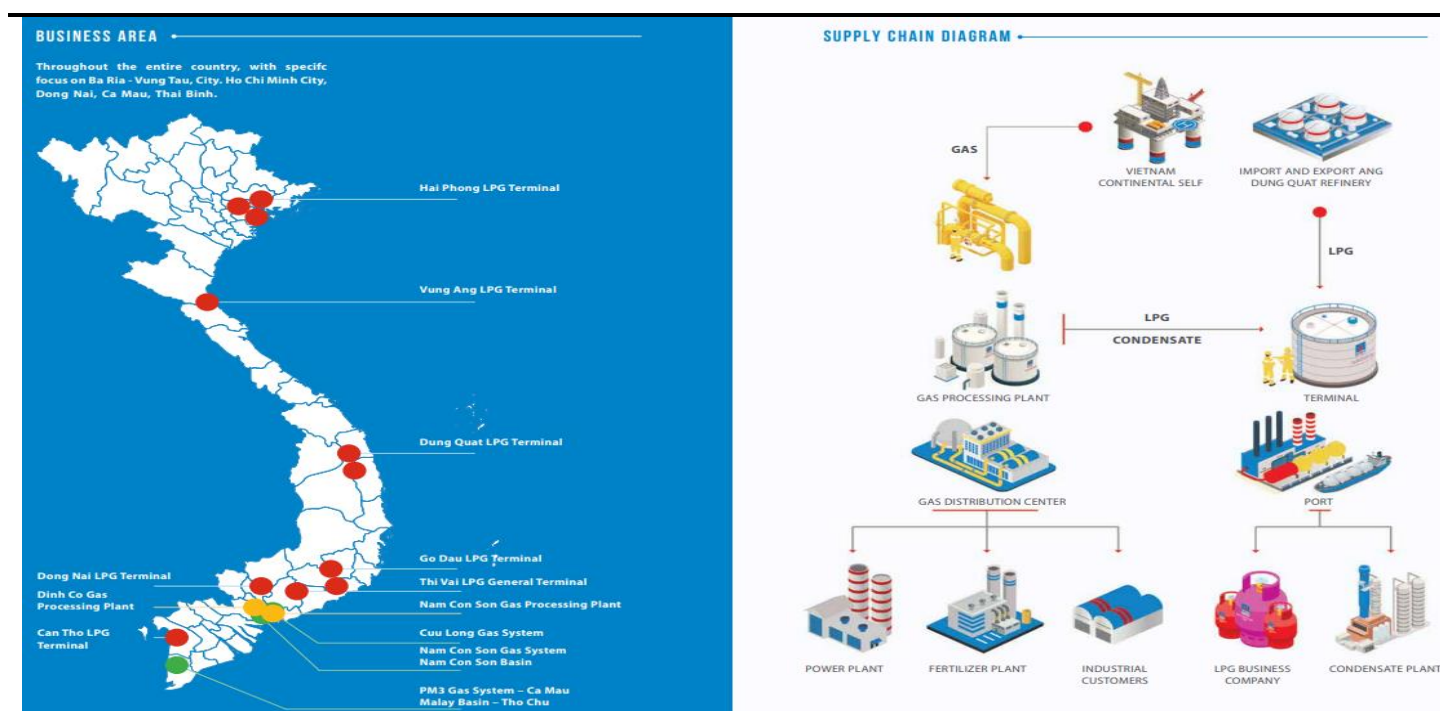 BUSINESS AREA
Throughout the entire country, with specifc
focus on Ba Ria - Vung Tau, City. Ho Chi Minh City,
Dong Nai, Ca Mau, Thai Binh.
Hai Phong LPG Terminal
Vung Ang LPG Terminal
Dung Quat LPG Terminal
Go Dau LPG Terminal
Dong Nai LPG Terminal
Thi Vai LPG General Terminal
Dinh Co Gas
Processing Plant
Nam Con Son Gas Processing Plant
Can Tho LPG
Terminal
Cuu Long Gas System
Nam Con Son Gas System
Nam Con Son Basin
PM3 Gas System – Ca Mau
Malay Basin – Tho Chu
SUPPLY CHAIN DIAGRAM
GAS
VIETNAM
CONTINENTAL SELF
IMPORT AND EXPORT ANG
DUNG QUAT REFINERY
LPG
LPG
CONDENSATE
GAS PROCESSING PLANT
TERMINAL
GAS DISTRIBUTION CENTER
PORT
POWER PLANT
FERTILIZER PLANT
INDUSTRIAL
CUSTOMERS
LPG BUSINESS
COMPANY
CONDENSATE PLANT